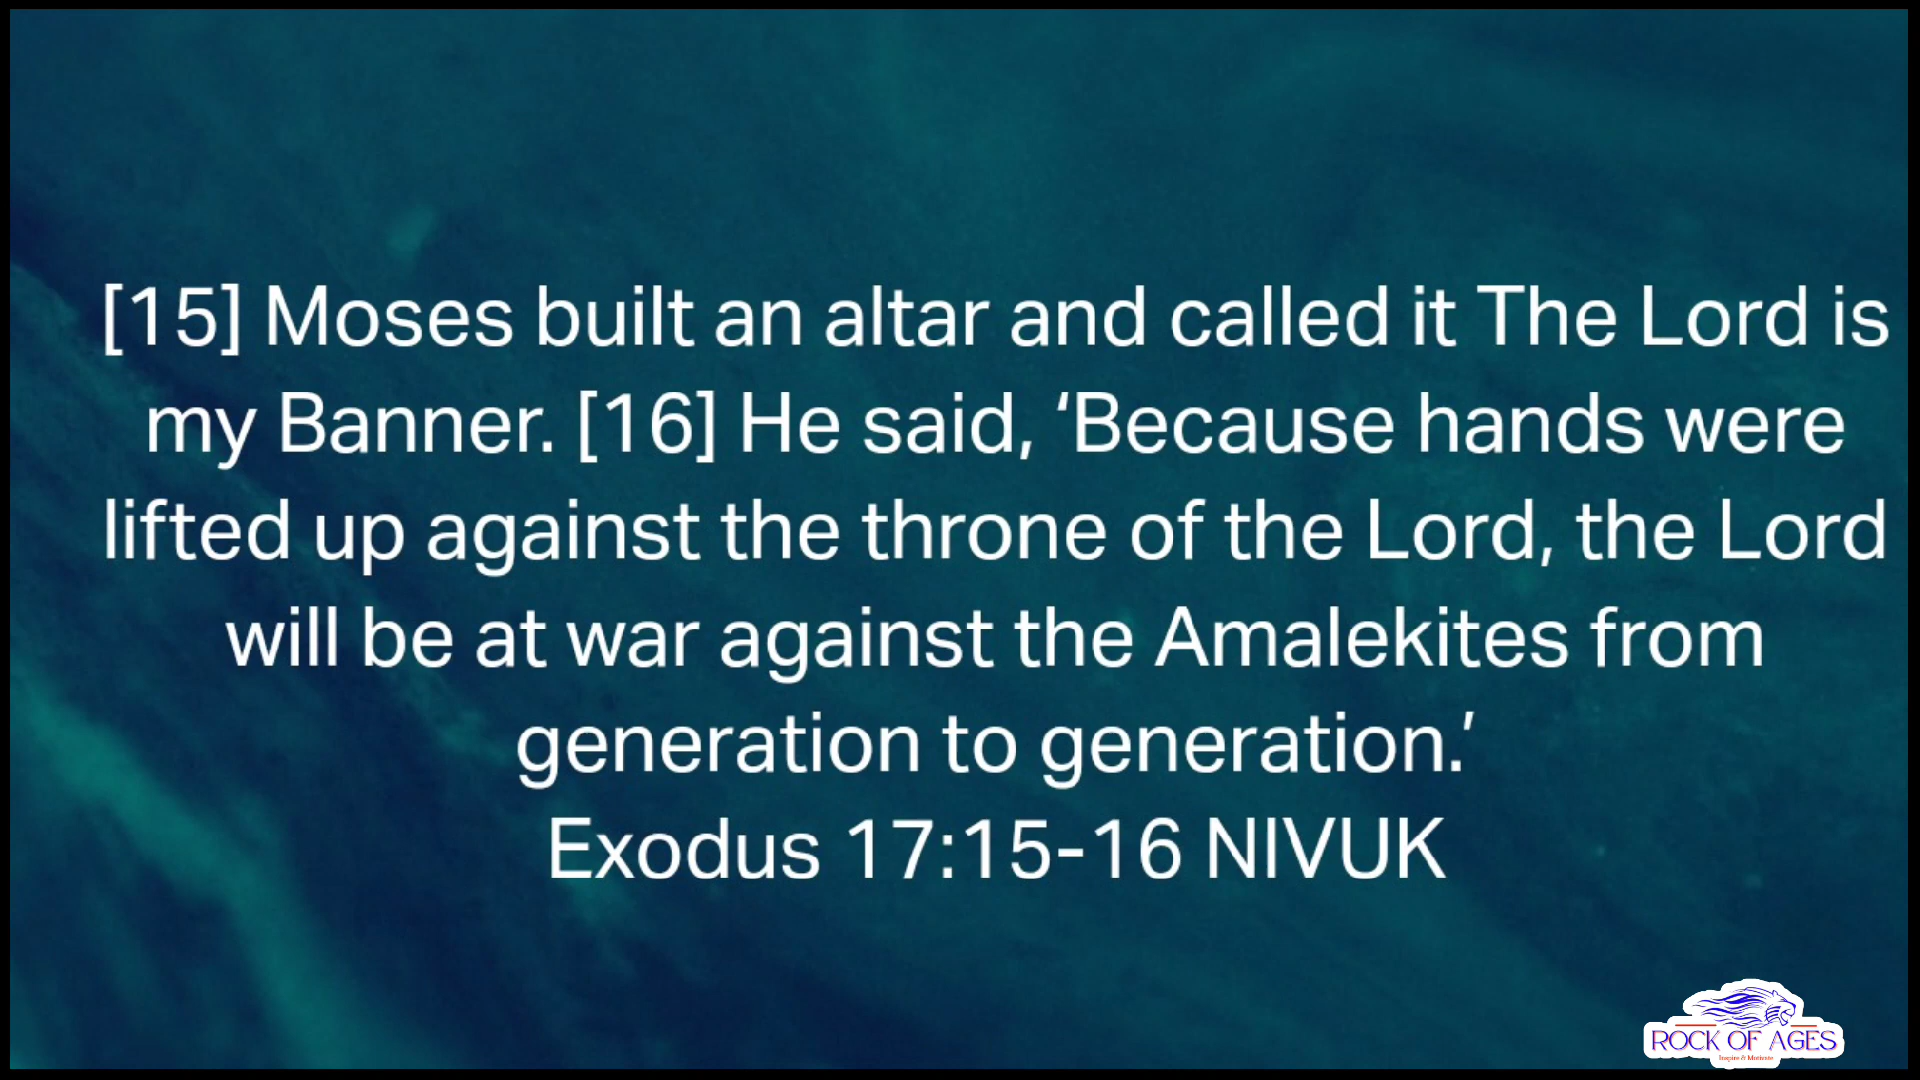 [15] Moses built an altar and called it The Lord is
my Banner. [16] He said, ‘Because hands were
lifted up against the throne of the Lord, the Lord
will be at war against the Amalekites from
generation to generation.’
Exodus 17:15-16 NIVUK
ROCK OF AGES
Inspire & Motivate